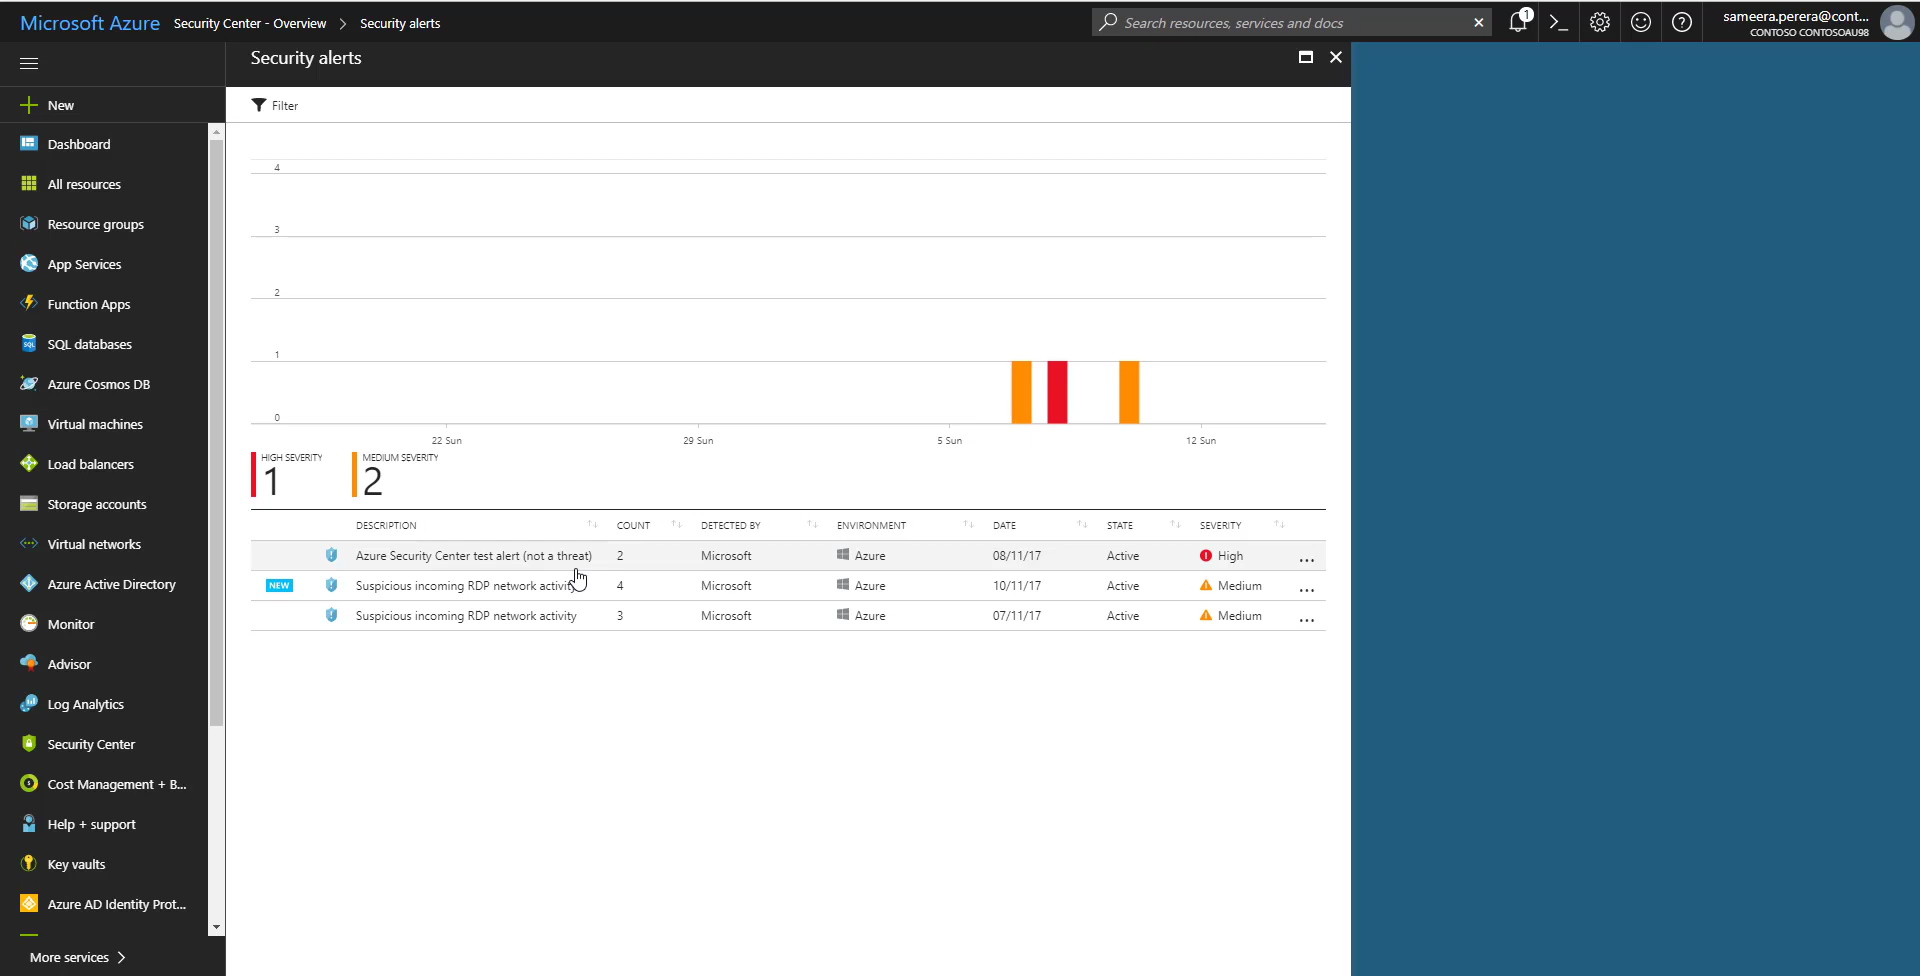 Microsoft Azure Security Center - Overview > Security alerts
Search resources, services and docs
1
sameera.perera@cont...
CONTOSO CONTOSOAU98
Security alerts
New
Filter
Dashboard
All resources
Resource groups
App Services
Function Apps
SQL databases
Azure Cosmos DB
Virtual machines
Load balancers
Storage accounts
Virtual networks
Azure Active Directory
Monitor
Advisor
Log Analytics
Security Center
Cost Management + B...
Help + support
Key vaults
Azure AD Identity Prot...
More services >
4
3
2
1
0
22 Sun 29 Sun 5 Sun 12 Sun
HIGH SEVERITY
1
MEDIUM SEVERITY
2
DESCRIPTION COUNT DETECTED BY ENVIRONMENT DATE STATE SEVERITY
Azure Security Center test alert (not a threat) 2 Microsoft Azure 08/11/17 Active High ...
NEW Suspicious incoming RDP network activity 4 Microsoft Azure 10/11/17 Active Medium ...
Suspicious incoming RDP network activity 3 Microsoft Azure 07/11/17 Active Medium ...